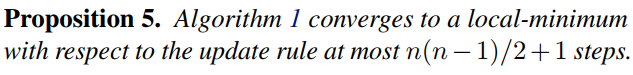 Proposition 5. Algorithm 1 converges to a local-minimum
with respect to the update rule at most n(n − 1)/2+1 steps.